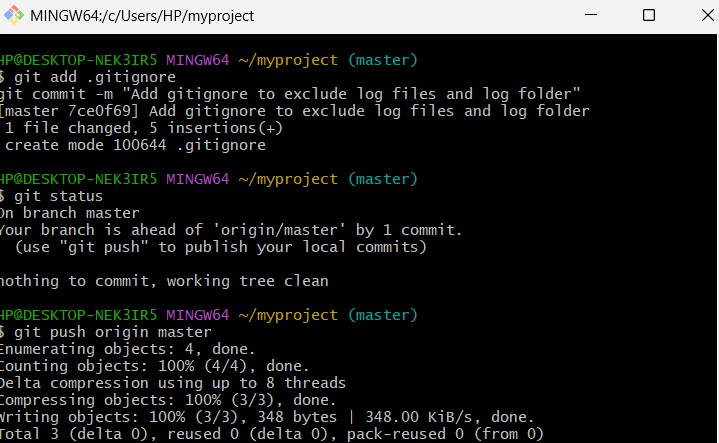 MINGW64:/c/Users/HP/myproject
HP@DESKTOP-NEK3IR5 MINGW64 ~/myproject (master)
$ git add .gitignore
git commit -m "Add gitignore to exclude log files and log folder"
[master 7ce0f69] Add gitignore to exclude log files and log folder
1 file changed, 5 insertions(+)
create mode 100644 .gitignore
HP@DESKTOP-NEK3IR5 MINGW64 ~/myproject (master)
$ git status
On branch master
Your branch is ahead of 'origin/master' by 1 commit.
(use "git push" to publish your local commits)
nothing to commit, working tree clean
HP@DESKTOP-NEK3IR5 MINGW64 ~/myproject (master)
$ git push origin master
Enumerating objects: 4, done.
Counting objects: 100% (4/4), done.
Delta compression using up to 8 threads
Compressing objects: 100% (3/3), done.
Writing objects: 100% (3/3), 348 bytes | 348.00 KiB/s, done.
Total 3 (delta 0), reused 0 (delta 0), pack-reused 0 (from 0)